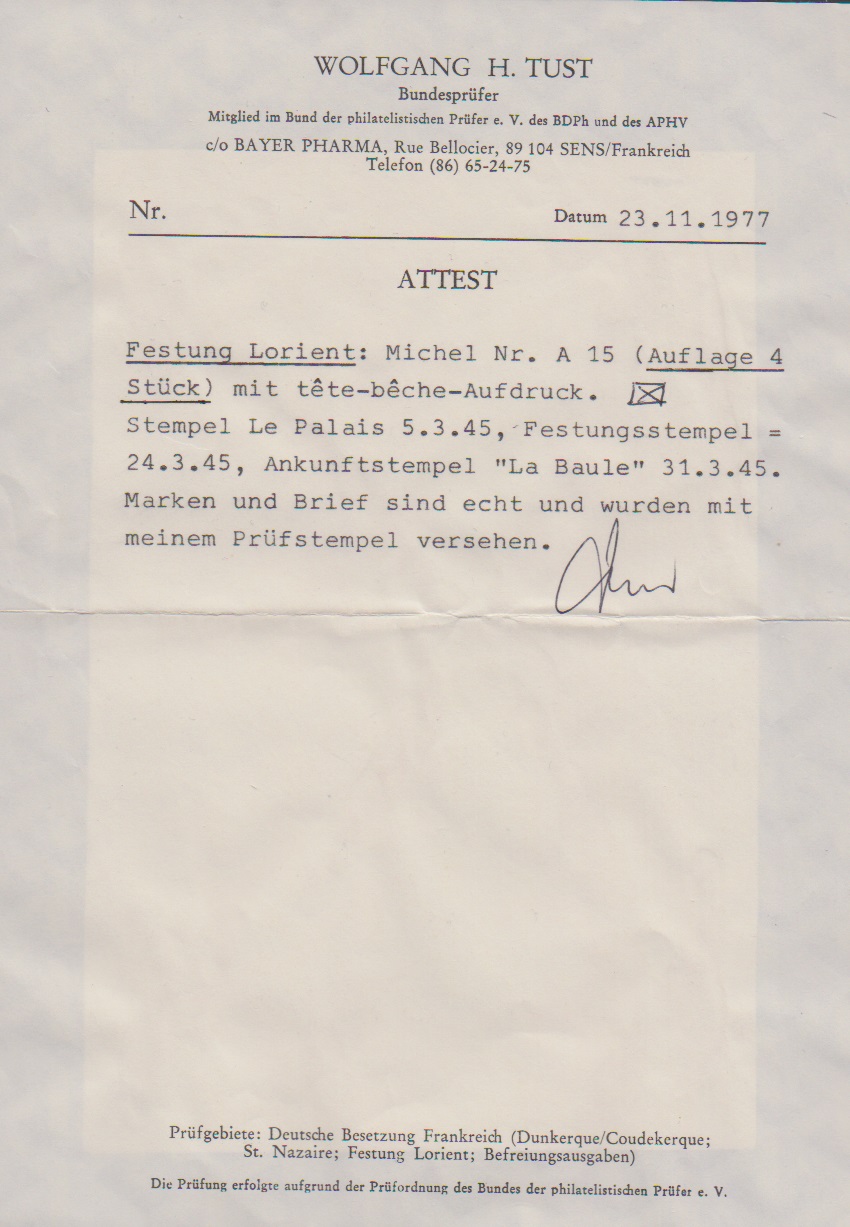 WOLFGANG H. TUST
Bundesprüfer
Mitglied im Bund der philatelistischen Prüfer e. V. des BDPh und des APHV
c/o BAYER PHARMA, Rue Bellocier, 89 104 SENS/Frankreich
Telefon (86) 65-24-75
Nr. Datum 23.11.1977
ATTEST
Festung Lorient: Michel Nr. A 15 (Auflage 4
Stück) mit tête-bêche-Aufdruck.
Stempel Le Palais 5.3.45, Festungsstempel =
24.3.45, Ankunftstempel "La Baule" 31.3.45.
Marken und Brief sind echt und wurden mit
meinem Prüfstempel versehen.
Prüfgebiete: Deutsche Besetzung Frankreich (Dunkerque/Coudekerque;
St. Nazaire; Festung Lorient; Befreiungsausgaben)
Die Prüfung erfolgte aufgrund der Prüfordnung des Bundes der philatelistischen Prüfer e. V.